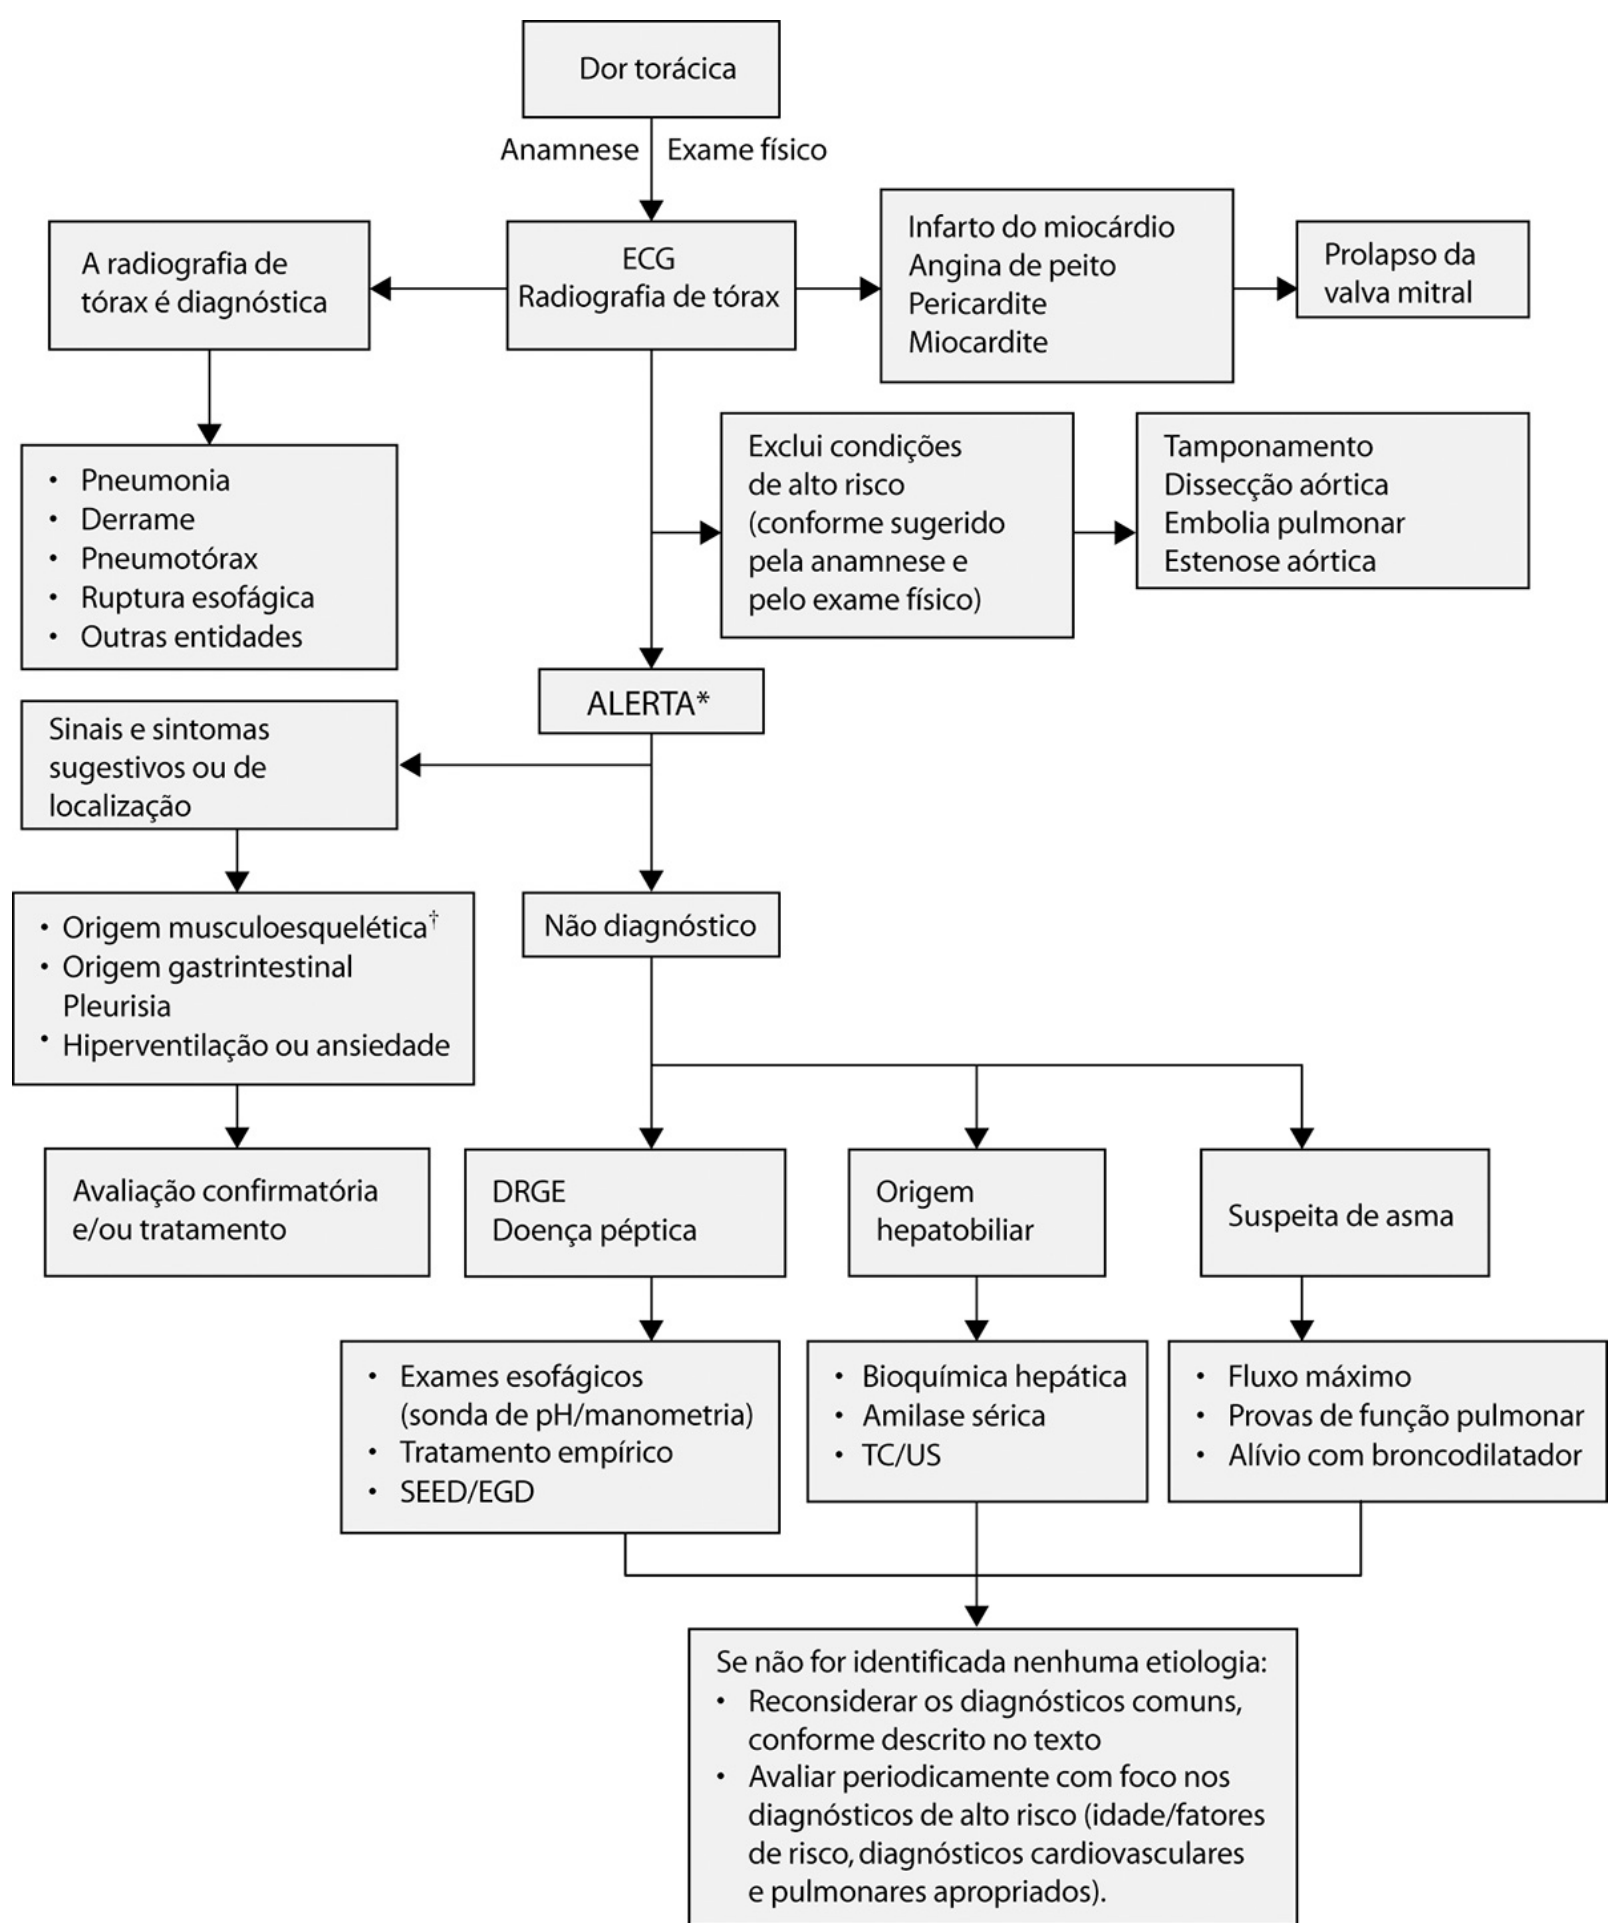 Dor torácica
Anamnese
Exame físico
A radiografia de
tórax é diagnóstica
ECG
Radiografia de tórax
Infarto do miocárdio
Angina de peito
Pericardite
Miocardite
Prolapso da
valva mitral
• Pneumonia
• Derrame
• Pneumotórax
• Ruptura esofágica
• Outras entidades
Exclui condições
de alto risco
(conforme sugerido
pela anamnese e
pelo exame físico)
Tamponamento
Dissecção aórtica
Embolia pulmonar
Estenose aórtica
ALERTA*
Sinais e sintomas
sugestivos ou de
localização
• Origem musculoesquelética†
• Origem gastrintestinal
Pleurisia
• Hiperventilação ou ansiedade
Não diagnóstico
Avaliação confirmatória
e/ou tratamento
DRGE
Doença péptica
Origem
hepatobiliar
Suspeita de asma
• Exames esofágicos
(sonda de pH/manometria)
• Tratamento empírico
• SEED/EGD
• Bioquímica hepática
• Amilase sérica
• TC/US
• Fluxo máximo
• Provas de função pulmonar
• Alívio com broncodilatador
Se não for identificada nenhuma etiologia:
• Reconsiderar os diagnósticos comuns,
conforme descrito no texto
• Avaliar periodicamente com foco nos
diagnósticos de alto risco (idade/fatores
de risco, diagnósticos cardiovasculares
e pulmonares apropriados).